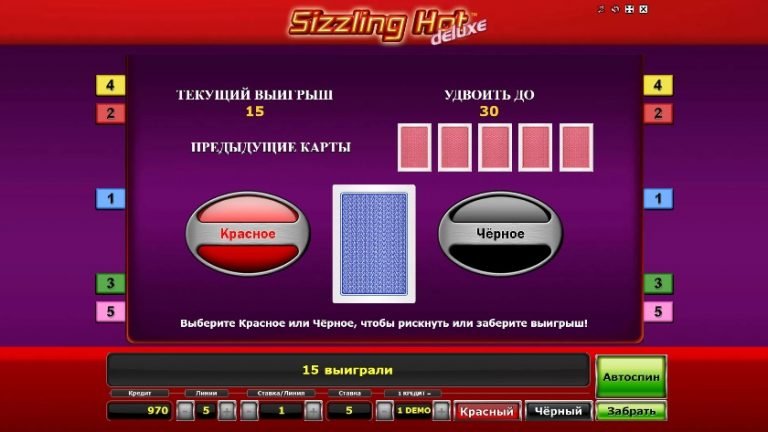 Sizzling Hot™
deluxe
4
4
ТЕКУЩИЙ ВЫИГРЫШ
УДВОИТЬ ДО
15
30
2
2
ПРЕДЫДУЩИЕ КАРТЫ
1
1
Красное
Чёрное
3
3
5
5
Выберите Красное или Чёрное, чтобы рискнуть или заберите выигрыш!
15 выиграли
Автоспин
Кредит
Линии
Ставка/Линия
Ставка
1 КРЕДИТ =
970
- 5 +
- 1 +
- 5 +
- 1 DEMO +
Красный
Чёрный
Забрать